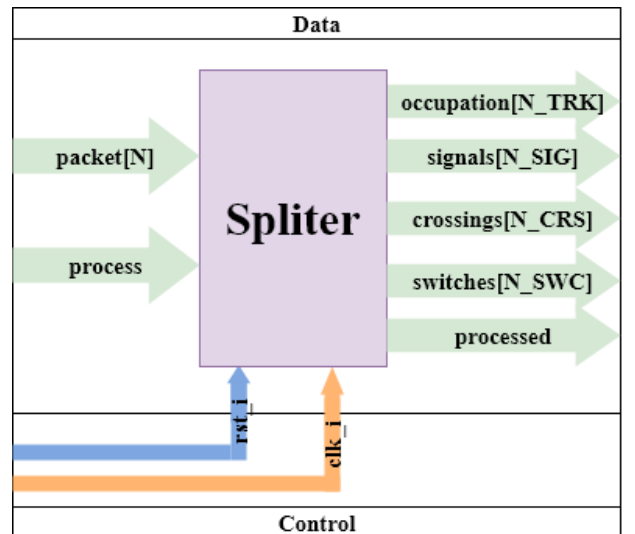 Data
packet[N]
process
Spliter
occupation[N_TRK]
signals[N_SIG]
crossings[N_CRS]
switches[N_SWC]
processed
rst_i
clk_i
Control